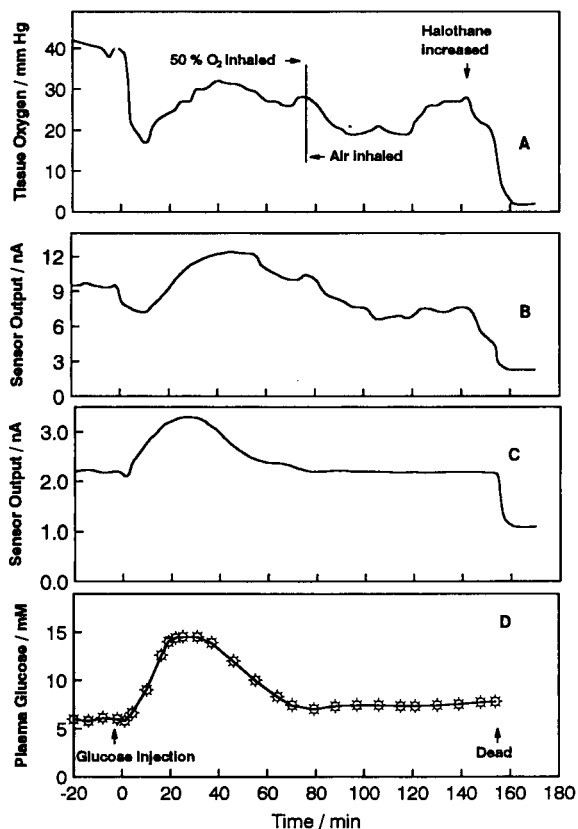 Tissue Oxygen / mm Hg
40
30
20
10
0
50 % O₂ Inhaled
Air inhaled
Halothane
increased
A
Sensor Output / nA
12
9
6
3
0
B
Sensor Output / nA
3.0
2.0
1.0
0.0
C
Plasma Glucose / mM
15
10
5
0
D
Glucose Injection
Dead
-20 0 20 40 60 80 100 120 140 160 180
Time / min